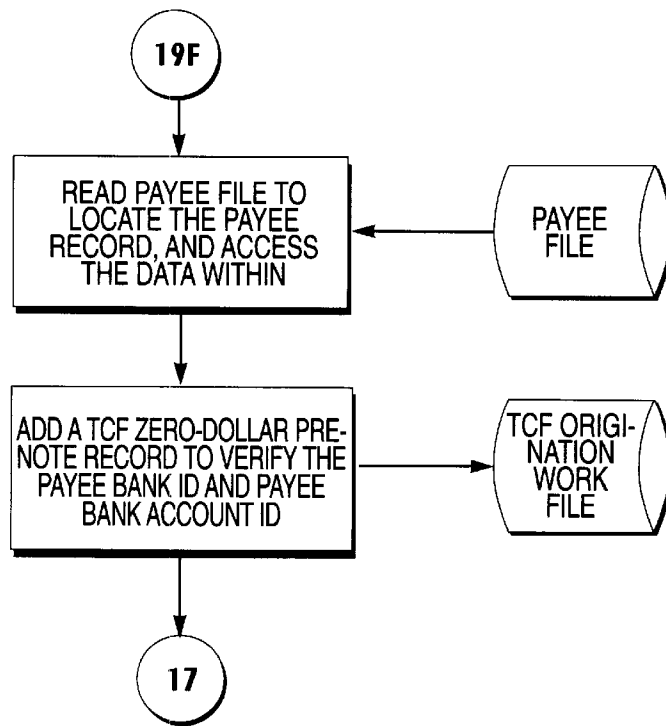 19F
READ PAYEE FILE TO
LOCATE THE PAYEE
RECORD, AND ACCESS
THE DATA WITHIN
PAYEE
FILE
ADD A TCF ZERO-DOLLAR PRE-
NOTE RECORD TO VERIFY THE
PAYEE BANK ID AND PAYEE
BANK ACCOUNT ID
TCF ORIGI-
NATION
WORK
FILE
17